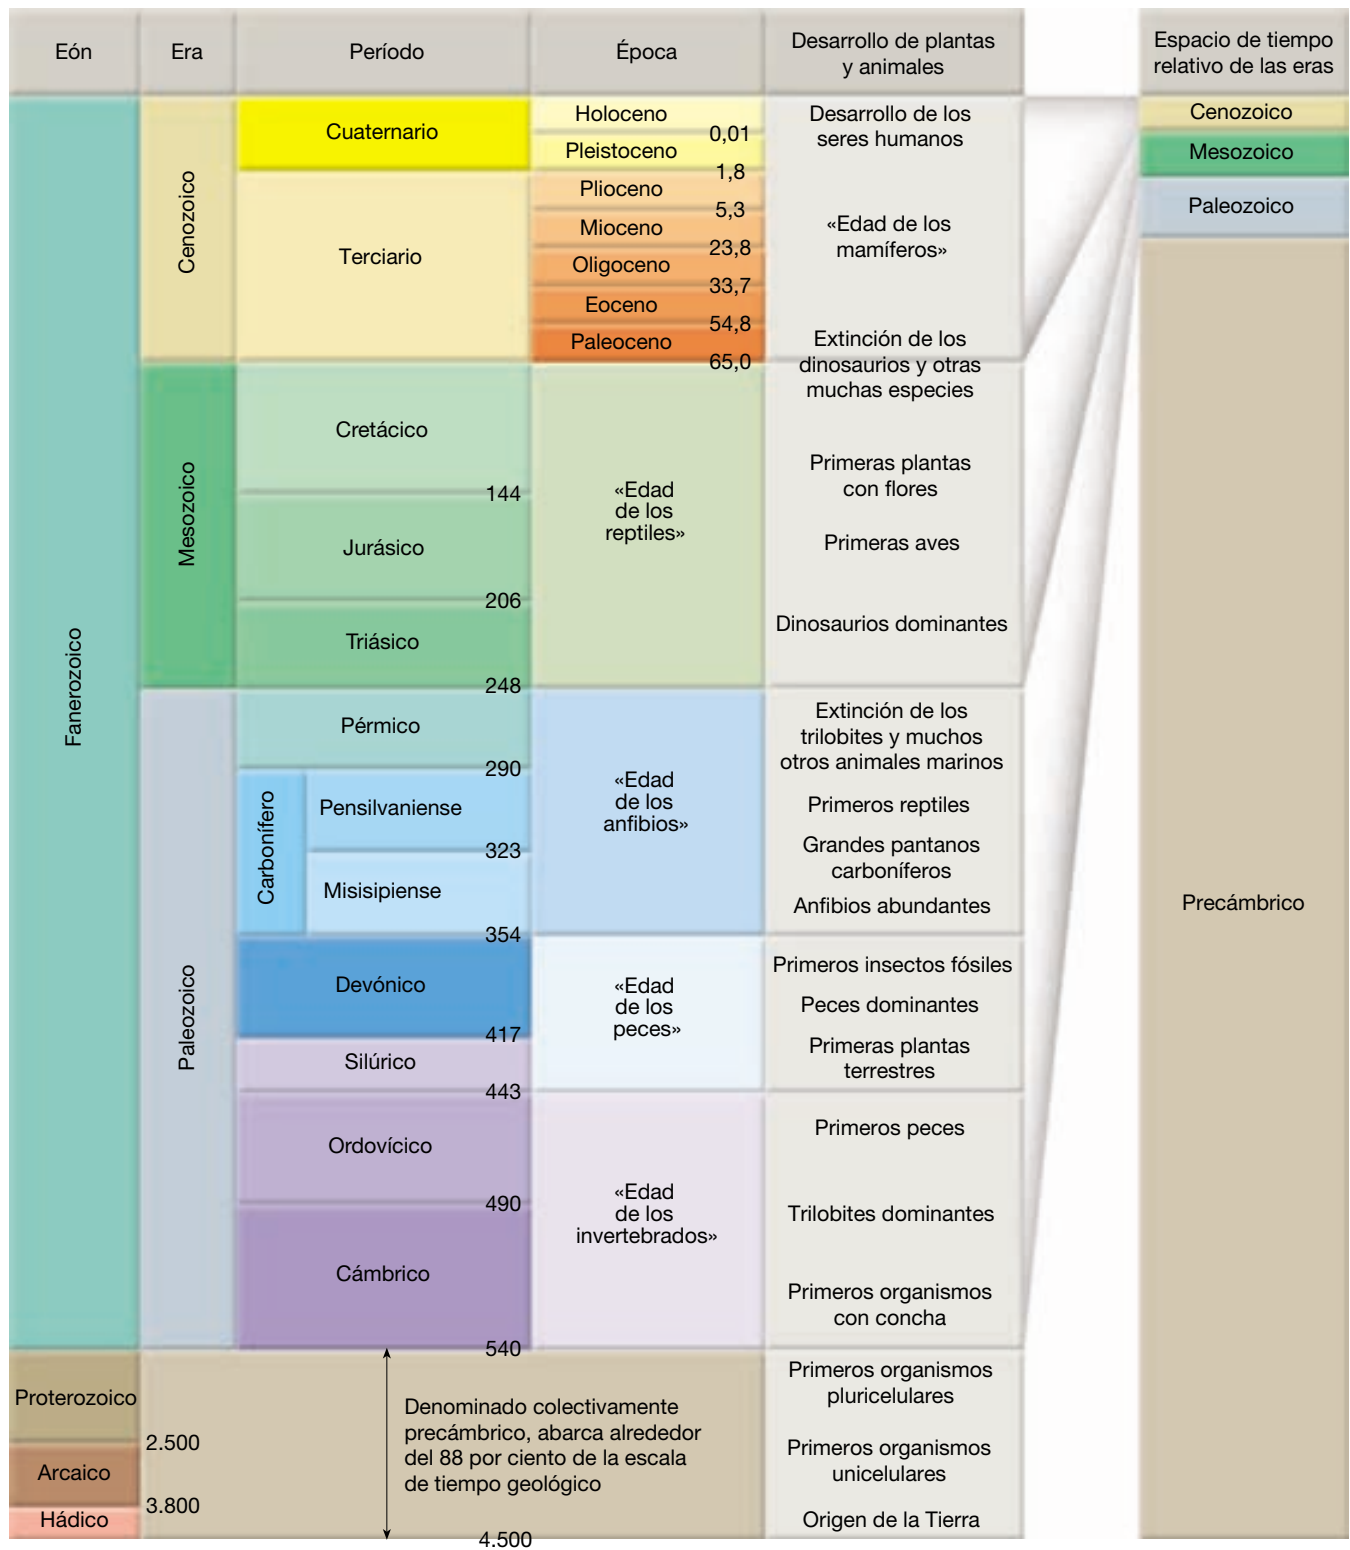 Eón
Era
Período
Época
Desarrollo de plantas
y animales
Espacio de tiempo
relativo de las eras
Fanerozoico
Cenozoico
Cuaternario
Holoceno
0,01
Pleistoceno
1,8
Terciario
Plioceno
5,3
Mioceno
23,8
Oligoceno
33,7
Eoceno
54,8
Paleoceno
65,0
Desarrollo de los
seres humanos
«Edad de los
mamíferos»
Extinción de los
dinosaurios y otras
muchas especies
Mesozoico
Cretácico
144
Jurásico
206
Triásico
248
«Edad
de los
reptiles»
Primeras plantas
con flores
Primeras aves
Dinosaurios dominantes
Paleozoico
Pérmico
290
Carbonífero
Pensilvaniense
323
Misisipiense
354
«Edad
de los
anfibios»
Extinción de los
trilobites y muchos
otros animales marinos
Primeros reptiles
Grandes pantanos
carboníferos
Anfibios abundantes
Devónico
417
Silúrico
443
«Edad
de los
peces»
Primeros insectos fósiles
Peces dominantes
Primeras plantas
terrestres
Ordovícico
490
Cámbrico
540
«Edad
de los
invertebrados»
Primeros peces
Trilobites dominantes
Primeros organismos
con concha
Proterozoico
2.500
Arcaico
3.800
Hádico
Denominado colectivamente
precámbrico, abarca alrededor
del 88 por ciento de la escala
de tiempo geológico
4.500
Primeros organismos
pluricelulares
Primeros organismos
unicelulares
Origen de la Tierra
Cenozoico
Mesozoico
Paleozoico
Precámbrico